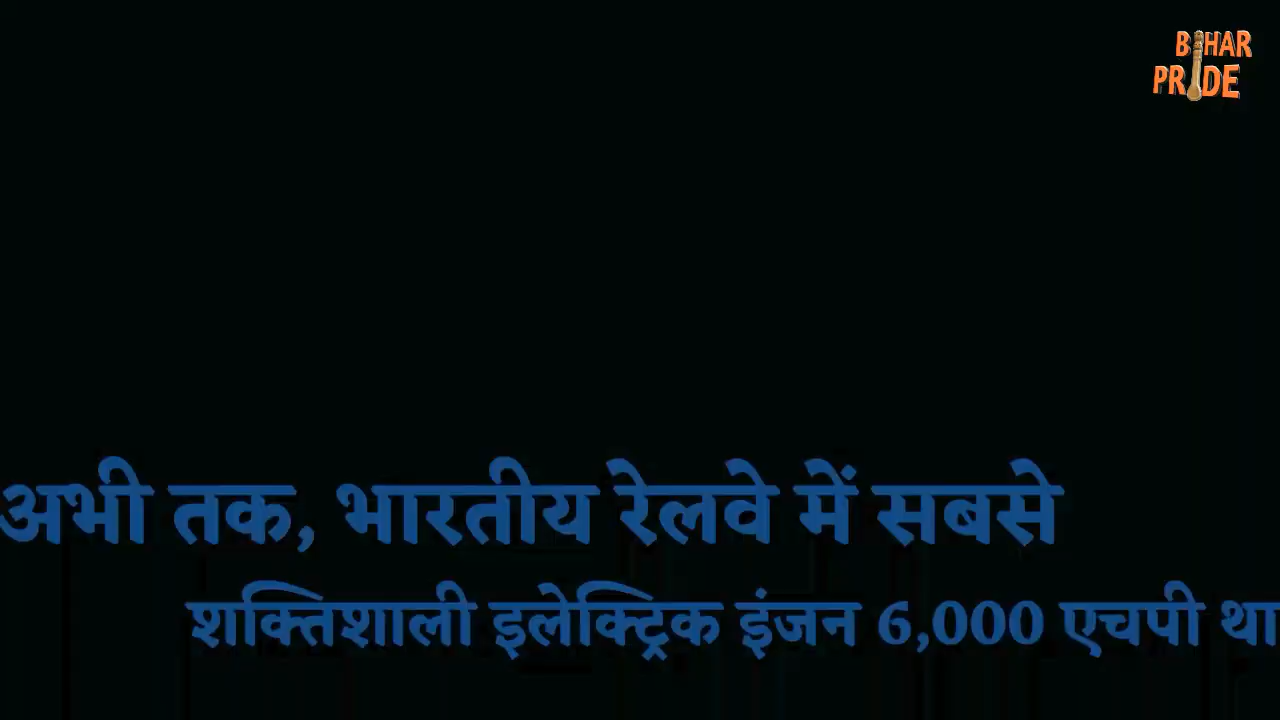 BIHAR
PRIDE
अभी तक, भारतीय रेलवे में सबसे
शक्तिशाली इलेक्ट्रिक इंजन 6,000 एचपी था